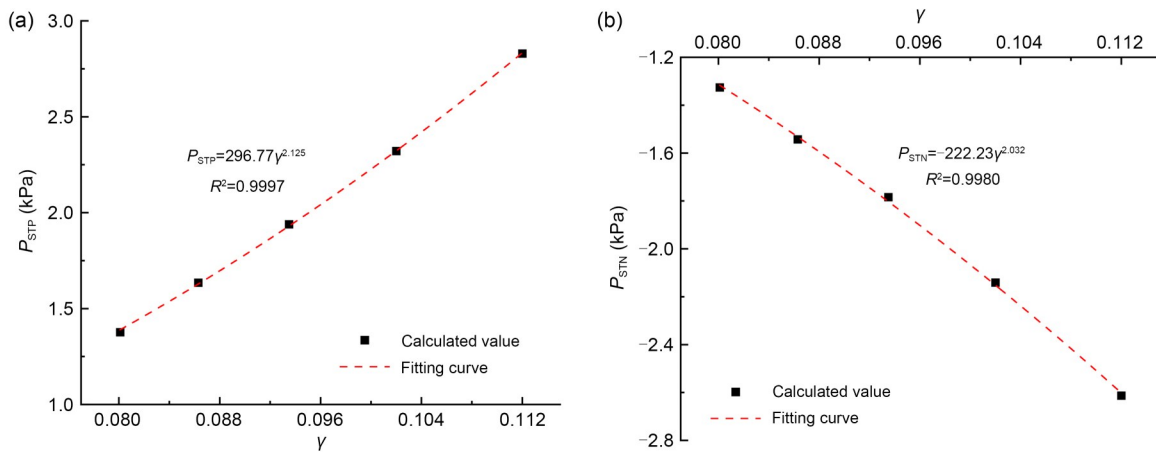 (a)
3.0
2.5
2.0
1.5
1.0
P_STP (kPa)
P_STP=296.77γ^2.125
R²=0.9997
Calculated value
Fitting curve
0.080 0.088 0.096 0.104 0.112
γ
(b)
γ
0.080 0.088 0.096 0.104 0.112
−1.2
−1.6
−2.0
−2.4
−2.8
P_STN (kPa)
P_STN=−222.23γ^2.032
R²=0.9980
Calculated value
Fitting curve